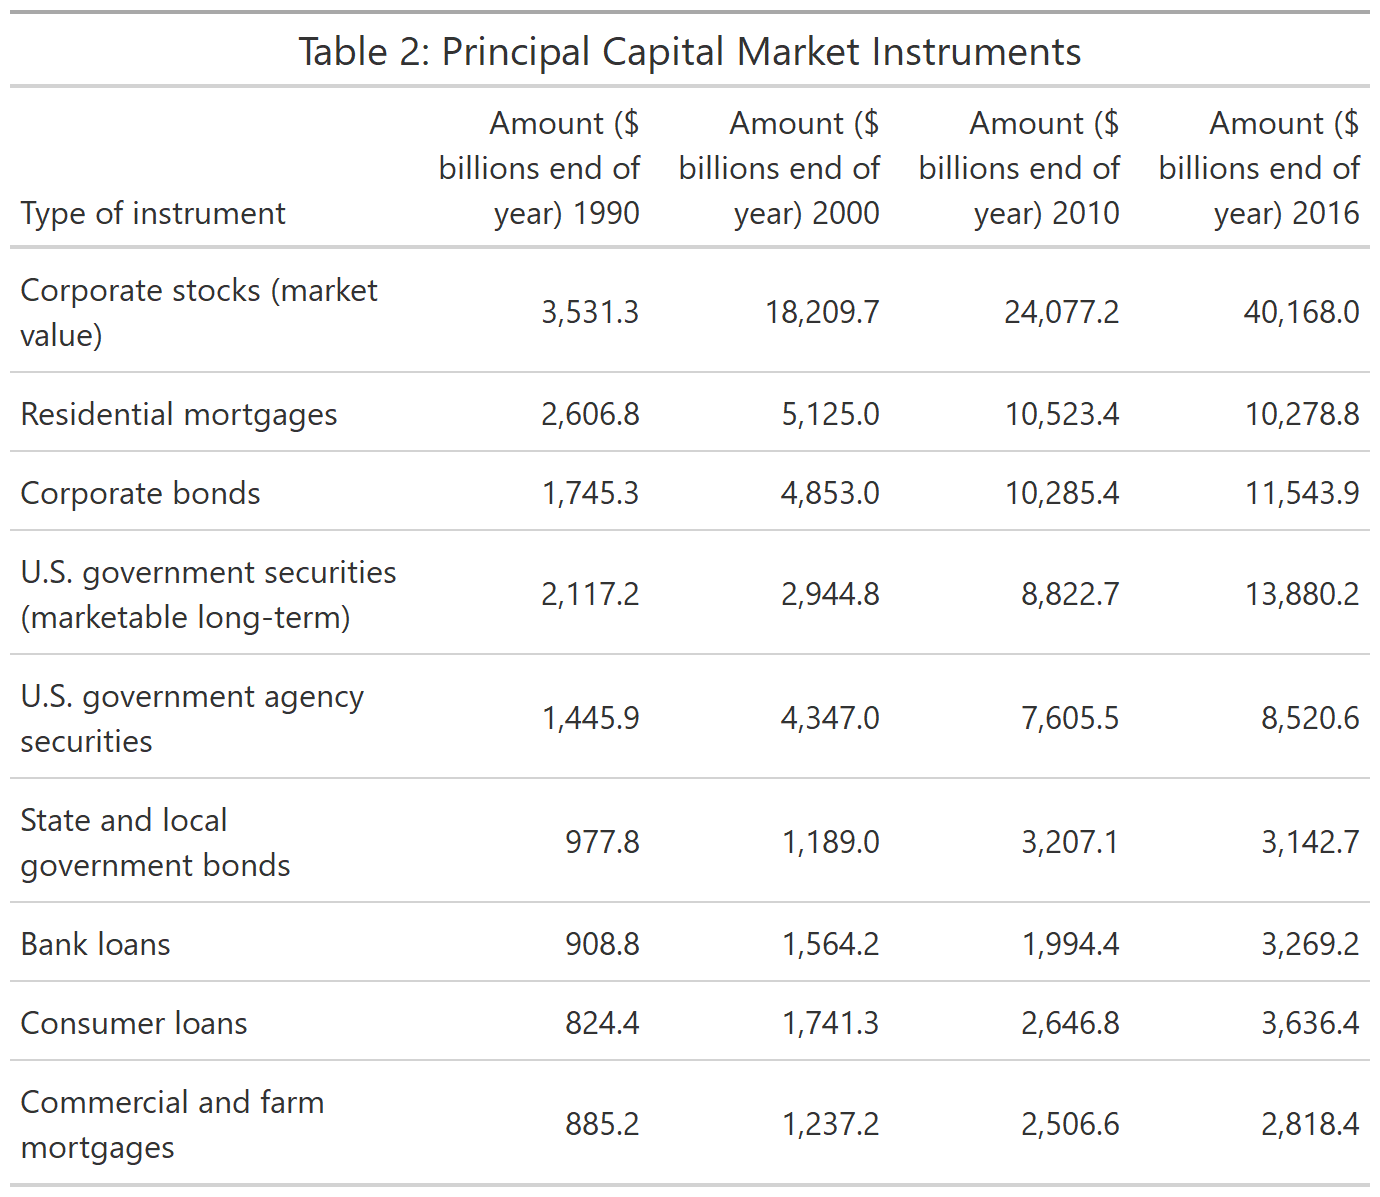 Table 2: Principal Capital Market Instruments
Type of instrument Amount ($ billions end of year) 1990 Amount ($ billions end of year) 2000 Amount ($ billions end of year) 2010 Amount ($ billions end of year) 2016
Corporate stocks (market value) 3,531.3 18,209.7 24,077.2 40,168.0
Residential mortgages 2,606.8 5,125.0 10,523.4 10,278.8
Corporate bonds 1,745.3 4,853.0 10,285.4 11,543.9
U.S. government securities (marketable long-term) 2,117.2 2,944.8 8,822.7 13,880.2
U.S. government agency securities 1,445.9 4,347.0 7,605.5 8,520.6
State and local government bonds 977.8 1,189.0 3,207.1 3,142.7
Bank loans 908.8 1,564.2 1,994.4 3,269.2
Consumer loans 824.4 1,741.3 2,646.8 3,636.4
Commercial and farm mortgages 885.2 1,237.2 2,506.6 2,818.4